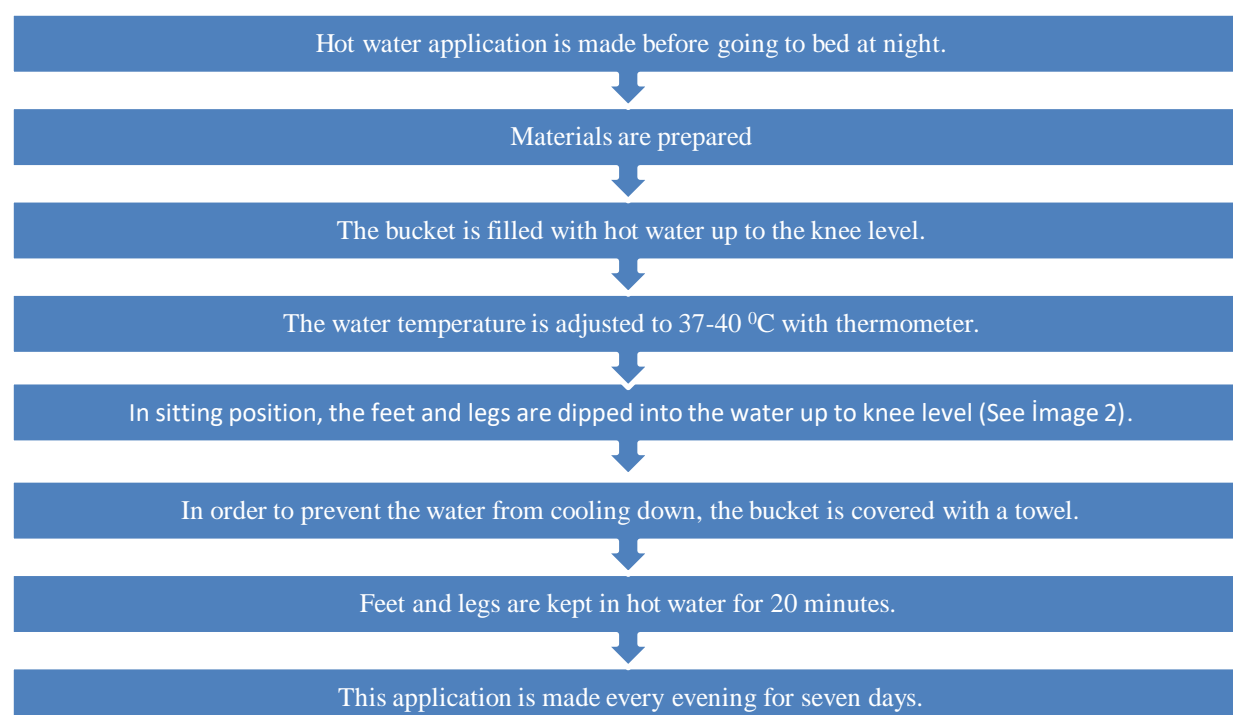 Hot water application is made before going to bed at night.
Materials are prepared
The bucket is filled with hot water up to the knee level.
The water temperature is adjusted to 37-40 ⁰C with thermometer.
In sitting position, the feet and legs are dipped into the water up to knee level (See İmage 2).
In order to prevent the water from cooling down, the bucket is covered with a towel.
Feet and legs are kept in hot water for 20 minutes.
This application is made every evening for seven days.